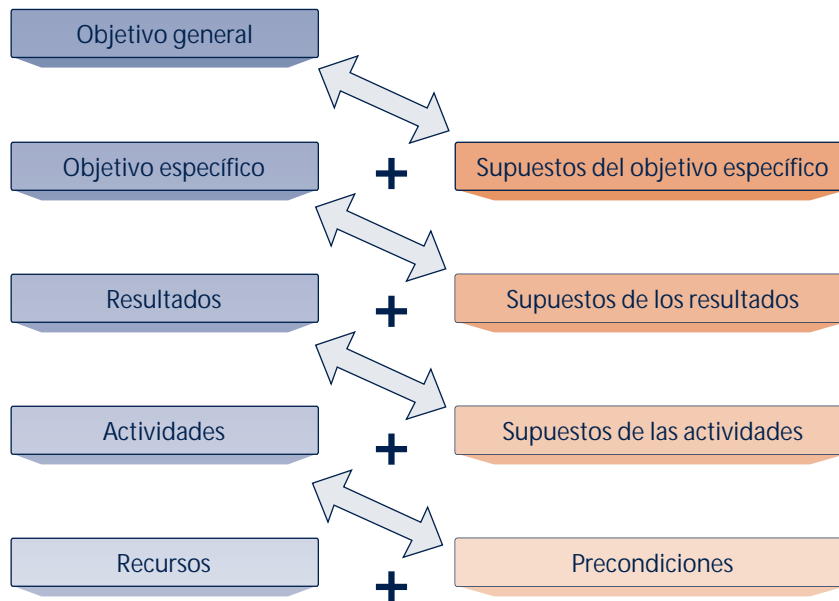 Objetivo general
Objetivo específico
+
Supuestos del objetivo específico
Resultados
+
Supuestos de los resultados
Actividades
+
Supuestos de las actividades
Recursos
+
Precondiciones